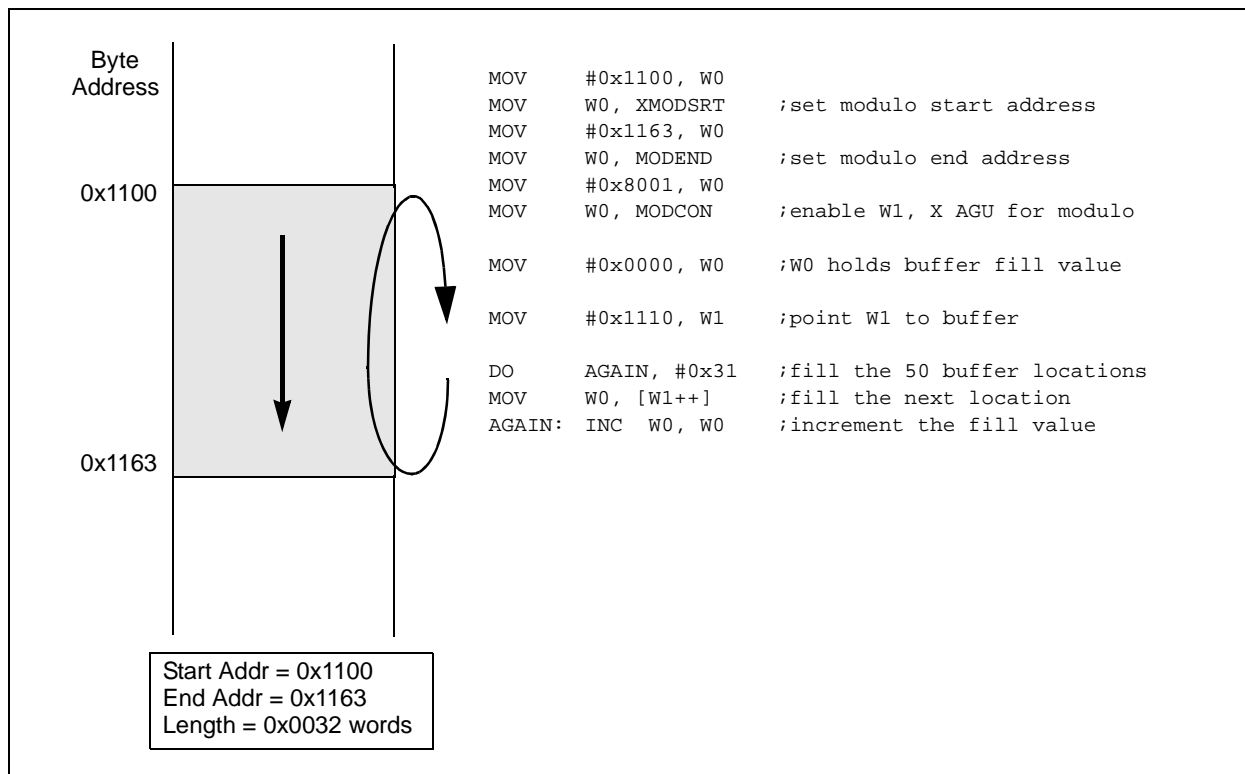 Byte
Address
0x1100
0x1163
MOV #0x1100, W0
MOV W0, XMODSRT ;set modulo start address
MOV #0x1163, W0
MOV W0, MODEND ;set modulo end address
MOV #0x8001, W0
MOV W0, MODCON ;enable W1, X AGU for modulo
MOV #0x0000, W0 ;W0 holds buffer fill value
MOV #0x1110, W1 ;point W1 to buffer
DO AGAIN, #0x31 ;fill the 50 buffer locations
MOV W0, [W1++] ;fill the next location
AGAIN: INC W0, W0 ;increment the fill value
Start Addr = 0x1100
End Addr = 0x1163
Length = 0x0032 words